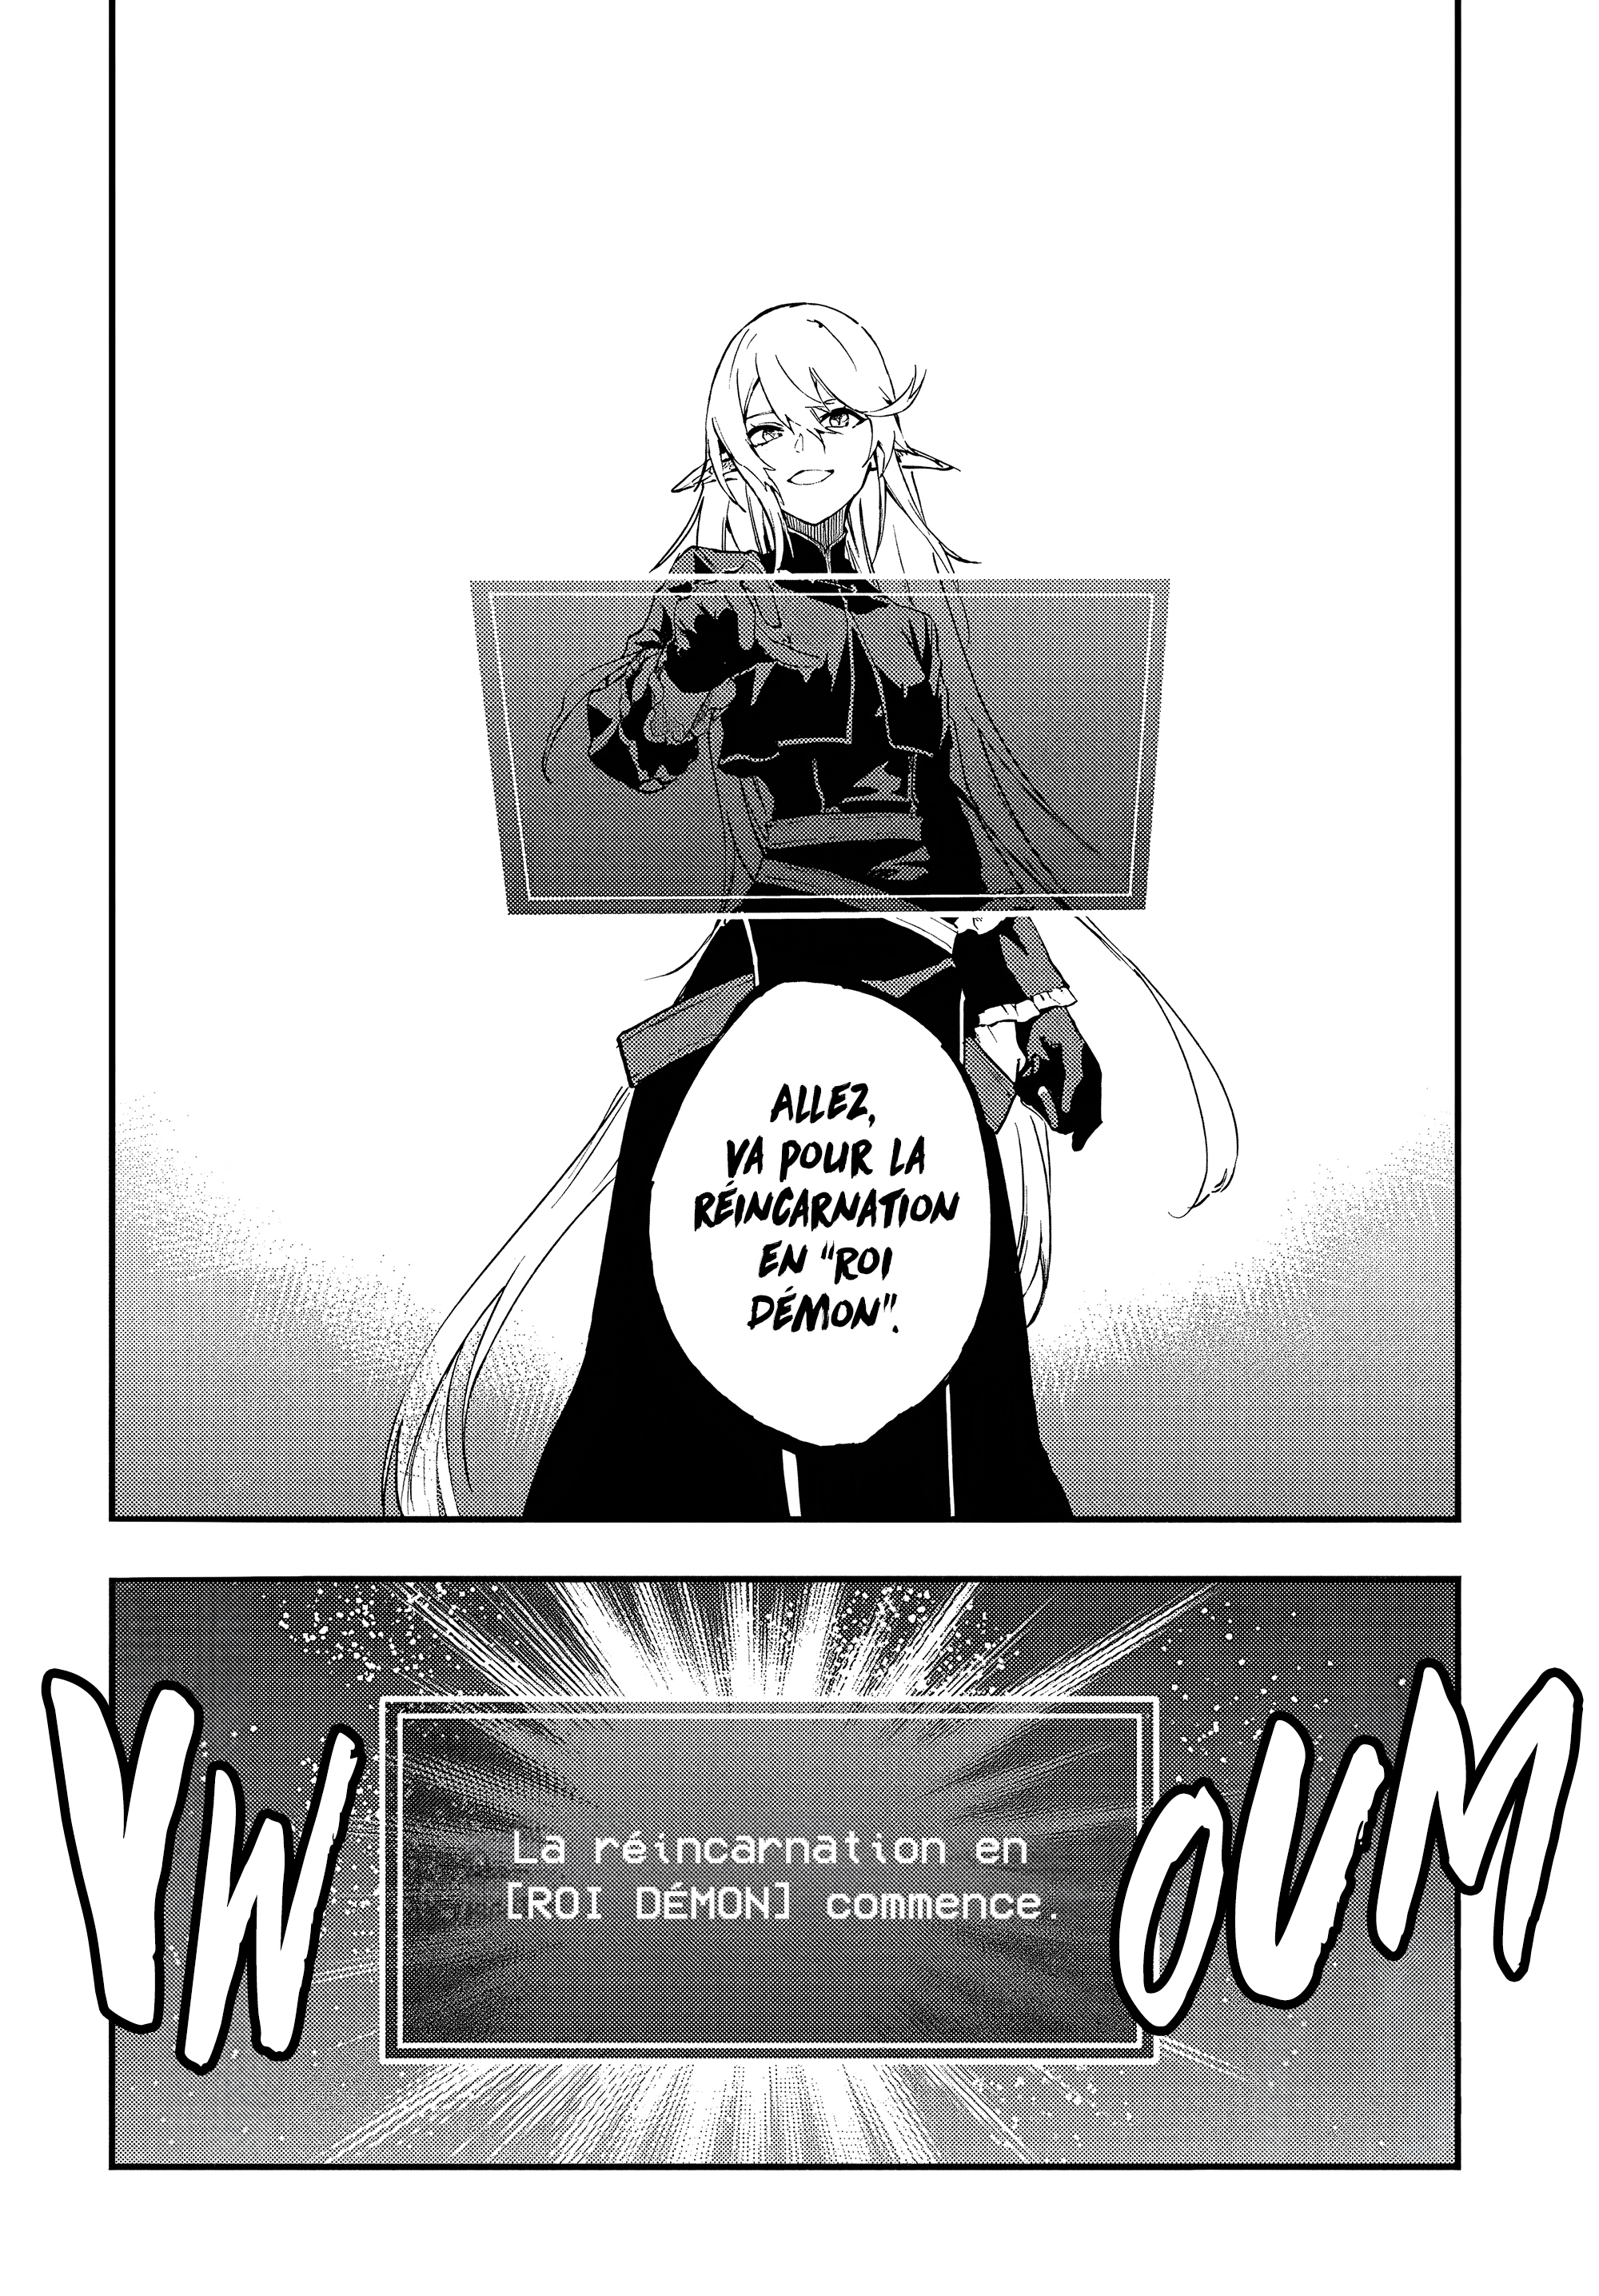 ALLEZ,
VA POUR LA
RÉINCARNATION
EN "ROI
DÉMON".
VW
OUM
La réincarnation en
[ROI DÉMON] commence.